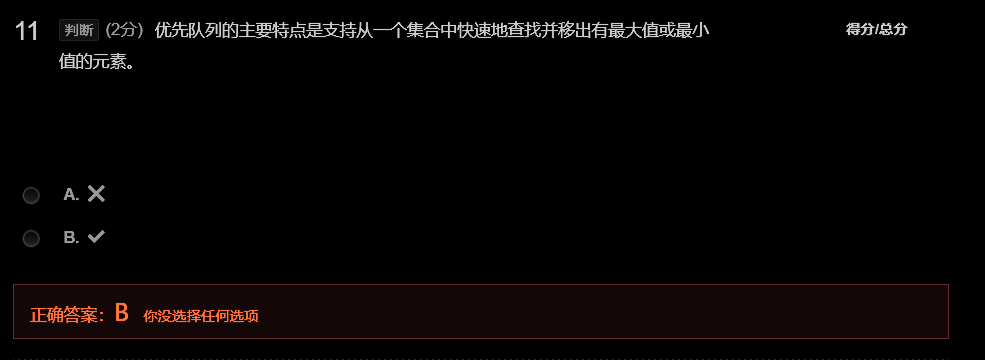 11 判断 (2分) 优先队列的主要特点是支持从一个集合中快速地查找并移出有最大值或最小 得分/总分
值的元素。
A. ✕
B. ✓
正确答案：B 你没选择任何选项